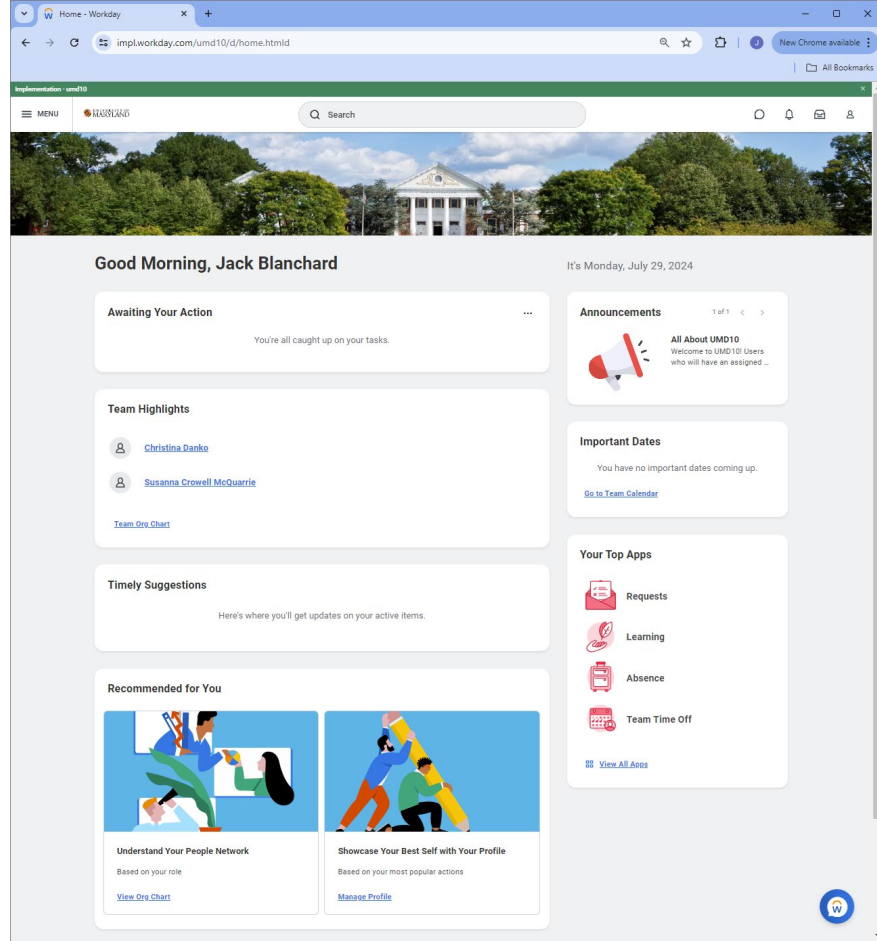 Home - Workday
impl.workday.com/umd10/d/home.htmld
J
New Chrome available
All Bookmarks
Implementation - umd10
MENU
UNIVERSITY OF
MARYLAND
Search
Good Morning, Jack Blanchard
It's Monday, July 29, 2024
Awaiting Your Action
You're all caught up on your tasks.
Team Highlights
Christina Danko
Susanna Crowell McQuarrie
Team Org Chart
Timely Suggestions
Here's where you'll get updates on your active items.
Recommended for You
Understand Your People Network
Based on your role
View Org Chart
Showcase Your Best Self with Your Profile
Based on your most popular actions
Manage Profile
Announcements
1 of 1
All About UMD10
Welcome to UMD10! Users
who will have an assigned ...
Important Dates
You have no important dates coming up.
Go to Team Calendar
Your Top Apps
Requests
Learning
Absence
Team Time Off
View All Apps
W